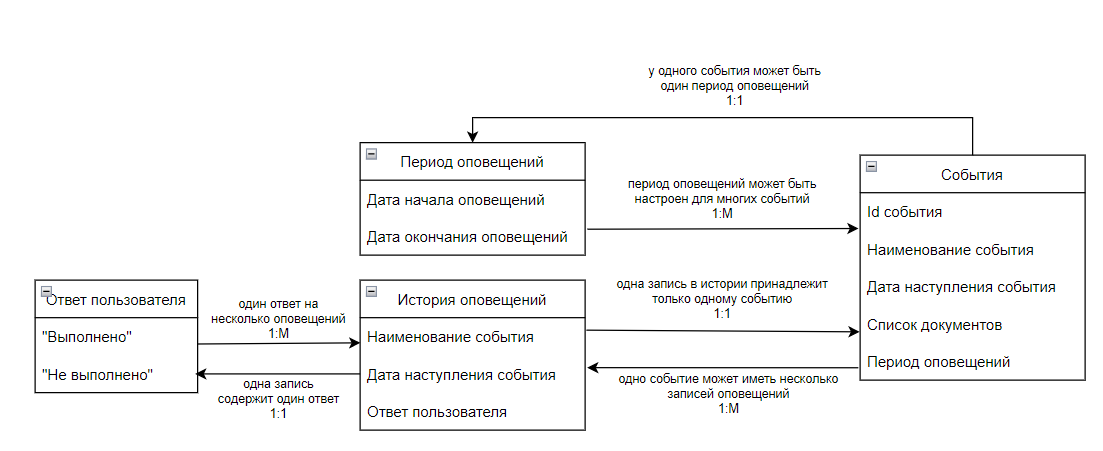 у одного события может быть
один период оповещений
1:1
Период оповещений
Дата начала оповещений
Дата окончания оповещений
период оповещений может быть
настроен для многих событий
1:М
События
Id события
Наименование события
Дата наступления события
Список документов
Период оповещений
Ответ пользователя
"Выполнено"
"Не выполнено"
один ответ на
несколько оповещений
1:М
одна запись
содержит один ответ
1:1
История оповещений
Наименование события
Дата наступления события
Ответ пользователя
одна запись в истории принадлежит
только одному событию
1:1
одно событие может иметь несколько
записей оповещений
1:М